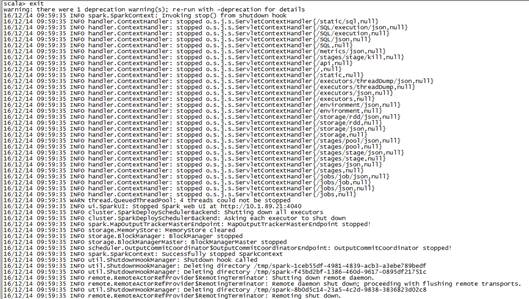 scala> exit
warning: there were 1 deprecation warning(s); re-run with -deprecation for details
16/12/14 09:59:35 INFO spark.SparkContext: Invoking stop() from shutdown hook
16/12/14 09:59:35 INFO handler.ContextHandler: stopped o.s.j.s.ServletContextHandler{/static/sql,null}
16/12/14 09:59:35 INFO handler.ContextHandler: stopped o.s.j.s.ServletContextHandler{/SQL/execution/json,null}
16/12/14 09:59:35 INFO handler.ContextHandler: stopped o.s.j.s.ServletContextHandler{/SQL/execution,null}
16/12/14 09:59:35 INFO handler.ContextHandler: stopped o.s.j.s.ServletContextHandler{/SQL/json,null}
16/12/14 09:59:35 INFO handler.ContextHandler: stopped o.s.j.s.ServletContextHandler{/SQL,null}
16/12/14 09:59:35 INFO handler.ContextHandler: stopped o.s.j.s.ServletContextHandler{/metrics/json,null}
16/12/14 09:59:35 INFO handler.ContextHandler: stopped o.s.j.s.ServletContextHandler{/stages/stage/kill,null}
16/12/14 09:59:35 INFO handler.ContextHandler: stopped o.s.j.s.ServletContextHandler{/api,null}
16/12/14 09:59:35 INFO handler.ContextHandler: stopped o.s.j.s.ServletContextHandler{/,null}
16/12/14 09:59:35 INFO handler.ContextHandler: stopped o.s.j.s.ServletContextHandler{/static,null}
16/12/14 09:59:35 INFO handler.ContextHandler: stopped o.s.j.s.ServletContextHandler{/executors/threadDump/json,null}
16/12/14 09:59:35 INFO handler.ContextHandler: stopped o.s.j.s.ServletContextHandler{/executors/threadDump,null}
16/12/14 09:59:35 INFO handler.ContextHandler: stopped o.s.j.s.ServletContextHandler{/executors/json,null}
16/12/14 09:59:35 INFO handler.ContextHandler: stopped o.s.j.s.ServletContextHandler{/executors,null}
16/12/14 09:59:35 INFO handler.ContextHandler: stopped o.s.j.s.ServletContextHandler{/environment/json,null}
16/12/14 09:59:35 INFO handler.ContextHandler: stopped o.s.j.s.ServletContextHandler{/environment,null}
16/12/14 09:59:35 INFO handler.ContextHandler: stopped o.s.j.s.ServletContextHandler{/storage/rdd/json,null}
16/12/14 09:59:35 INFO handler.ContextHandler: stopped o.s.j.s.ServletContextHandler{/storage/rdd,null}
16/12/14 09:59:35 INFO handler.ContextHandler: stopped o.s.j.s.ServletContextHandler{/storage/json,null}
16/12/14 09:59:35 INFO handler.ContextHandler: stopped o.s.j.s.ServletContextHandler{/storage,null}
16/12/14 09:59:35 INFO handler.ContextHandler: stopped o.s.j.s.ServletContextHandler{/stages/pool/json,null}
16/12/14 09:59:35 INFO handler.ContextHandler: stopped o.s.j.s.ServletContextHandler{/stages/pool,null}
16/12/14 09:59:35 INFO handler.ContextHandler: stopped o.s.j.s.ServletContextHandler{/stages/stage/json,null}
16/12/14 09:59:35 INFO handler.ContextHandler: stopped o.s.j.s.ServletContextHandler{/stages/stage,null}
16/12/14 09:59:35 INFO handler.ContextHandler: stopped o.s.j.s.ServletContextHandler{/stages/json,null}
16/12/14 09:59:35 INFO handler.ContextHandler: stopped o.s.j.s.ServletContextHandler{/stages,null}
16/12/14 09:59:35 INFO handler.ContextHandler: stopped o.s.j.s.ServletContextHandler{/jobs/job/json,null}
16/12/14 09:59:35 INFO handler.ContextHandler: stopped o.s.j.s.ServletContextHandler{/jobs/job,null}
16/12/14 09:59:35 INFO handler.ContextHandler: stopped o.s.j.s.ServletContextHandler{/jobs/json,null}
16/12/14 09:59:35 INFO handler.ContextHandler: stopped o.s.j.s.ServletContextHandler{/jobs,null}
16/12/14 09:59:35 WARN thread.QueuedThreadPool: 4 threads could not be stopped
16/12/14 09:59:35 INFO ui.SparkUI: Stopped Spark web UI at http://10.1.89.21:4040
16/12/14 09:59:35 INFO cluster.SparkDeploySchedulerBackend: Shutting down all executors
16/12/14 09:59:35 INFO cluster.SparkDeploySchedulerBackend: Asking each executor to shut down
16/12/14 09:59:35 INFO spark.MapOutputTrackerMasterEndpoint: MapOutputTrackerMasterEndpoint stopped!
16/12/14 09:59:35 INFO storage.MemoryStore: MemoryStore cleared
16/12/14 09:59:35 INFO storage.BlockManager: BlockManager stopped
16/12/14 09:59:35 INFO storage.BlockManagerMaster: BlockManagerMaster stopped
16/12/14 09:59:35 INFO scheduler.OutputCommitCoordinator$OutputCommitCoordinatorEndpoint: OutputCommitCoordinator stopped!
16/12/14 09:59:35 INFO spark.SparkContext: Successfully stopped SparkContext
16/12/14 09:59:35 INFO util.ShutdownHookManager: Shutdown hook called
16/12/14 09:59:35 INFO util.ShutdownHookManager: Deleting directory /tmp/spark-1ceb55df-4981-4839-acb3-a3ebe789bedf
16/12/14 09:59:35 INFO util.ShutdownHookManager: Deleting directory /tmp/spark-f45bd2bf-1386-460d-9617-0895df21751c
16/12/14 09:59:35 INFO remote.RemoteActorRefProvider$RemotingTerminator: Shutting down remote daemon.
16/12/14 09:59:35 INFO remote.RemoteActorRefProvider$RemotingTerminator: Remote daemon shut down; proceeding with flushing remote transports.
16/12/14 09:59:35 INFO util.ShutdownHookManager: Deleting directory /tmp/spark-80d05c14-23a5-4c2d-9838-3836823d02c8
16/12/14 09:59:35 INFO remote.RemoteActorRefProvider$RemotingTerminator: Remoting shut down.